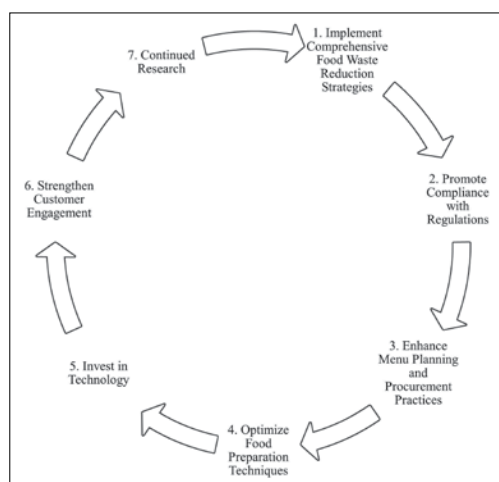 1. Implement
Comprehensive
Food Waste
Reduction
Strategies
2. Promote
Compliance
with
Regulations
3. Enhance
Menu Planning
and
Procurement
Practices
4. Optimize
Food
Preparation
Techniques
5. Invest in
Technology
6. Strengthen
Customer
Engagement
7. Continued
Research